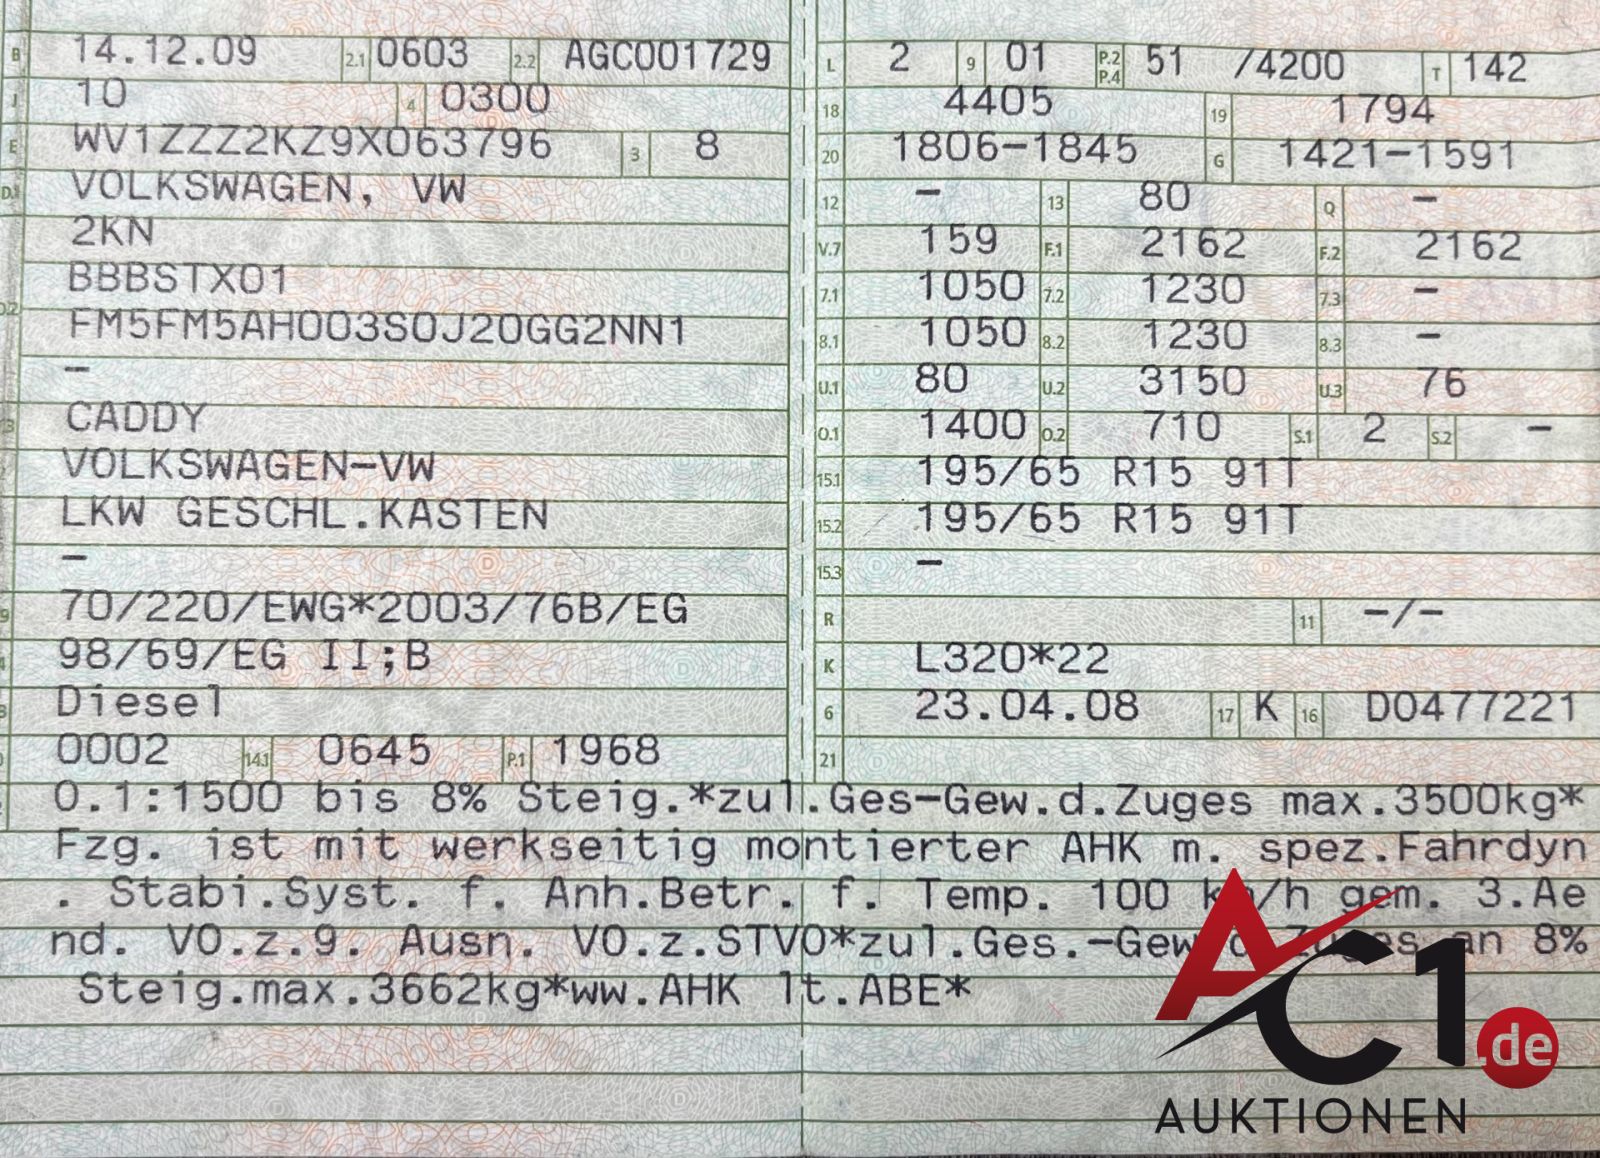 B 14.12.09 2.1 0603 2.2 AGC001729
J 10 4 0300
E WV1ZZZ2KZ9X063796 3 8
D.1 VOLKSWAGEN, VW
2KN
BBBSTX01
FM5FM5AH003S0J20GG2NN1
–
CADDY
VOLKSWAGEN-VW
LKW GESCHL.KASTEN
–
70/220/EWG*2003/76B/EG
98/69/EG II;B
Diesel
0002 14.1 0645 P.1 1968
L 2 9 01 P.2 P.4 51 /4200 T 142
18 4405 19 1794
20 1806-1845 G 1421-1591
12 – 13 80 Q –
V.7 159 F.1 2162 F.2 2162
7.1 1050 7.2 1230 7.3 –
8.1 1050 8.2 1230 8.3 –
U.1 80 U.2 3150 U.3 76
O.1 1400 O.2 710 S.1 2 S.2 –
15.1 195/65 R15 91T
15.2 195/65 R15 91T
15.3 –
R 11 –/–
K L320*22
6 23.04.08 17 K 16 D0477221
21
O.1:1500 bis 8% Steig.*zul.Ges-Gew.d.Zuges max.3500kg*
Fzg. ist mit werkseitig montierter AHK m. spez.Fahrdyn
. Stabi.Syst. f. Anh.Betr. f. Temp. 100 km/h gem. 3.Ae
nd. VO.z.9. Ausn. VO.z.STVO*zul.Ges.-Gew.d.Zuges an 8%
Steig.max.3662kg*ww.AHK lt.ABE*
AC1.de
AUKTIONEN